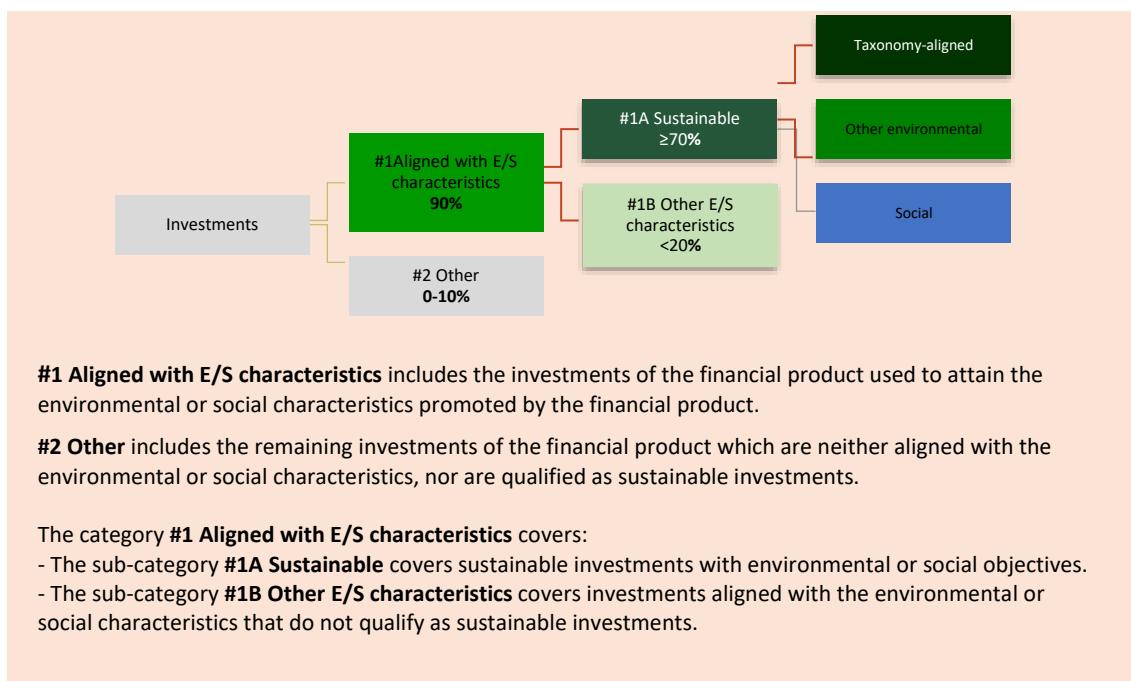 Taxonomy-aligned
#1A Sustainable
≥70%
Other environmental
#1Aligned with E/S
characteristics
90%
#1B Other E/S
characteristics
<20%
Social
Investments
#2 Other
0-10%
#1 Aligned with E/S characteristics includes the investments of the financial product used to attain the
environmental or social characteristics promoted by the financial product.
#2 Other includes the remaining investments of the financial product which are neither aligned with the
environmental or social characteristics, nor are qualified as sustainable investments.
The category #1 Aligned with E/S characteristics covers:
- The sub-category #1A Sustainable covers sustainable investments with environmental or social objectives.
- The sub-category #1B Other E/S characteristics covers investments aligned with the environmental or
social characteristics that do not qualify as sustainable investments.